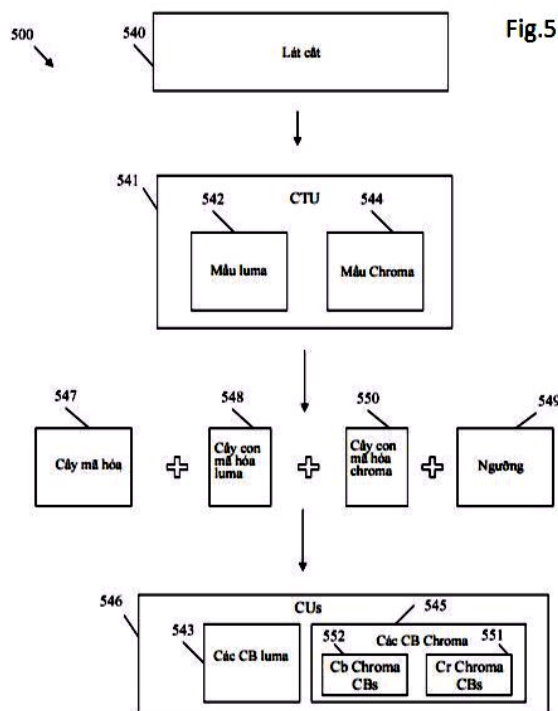 500
540
Fig.5
Lát cắt
541
CTU
542
544
Mẫu luma
Mẫu Chroma
547
548
550
549
Cây mã hóa
Cây con
mã hóa
luma
Cây con
mã hóa
chroma
Ngưỡng
546
CUs
543
545
Các CB luma
552
Các CB Chroma
551
Cb Chroma
CBs
Cr Chroma
CBs